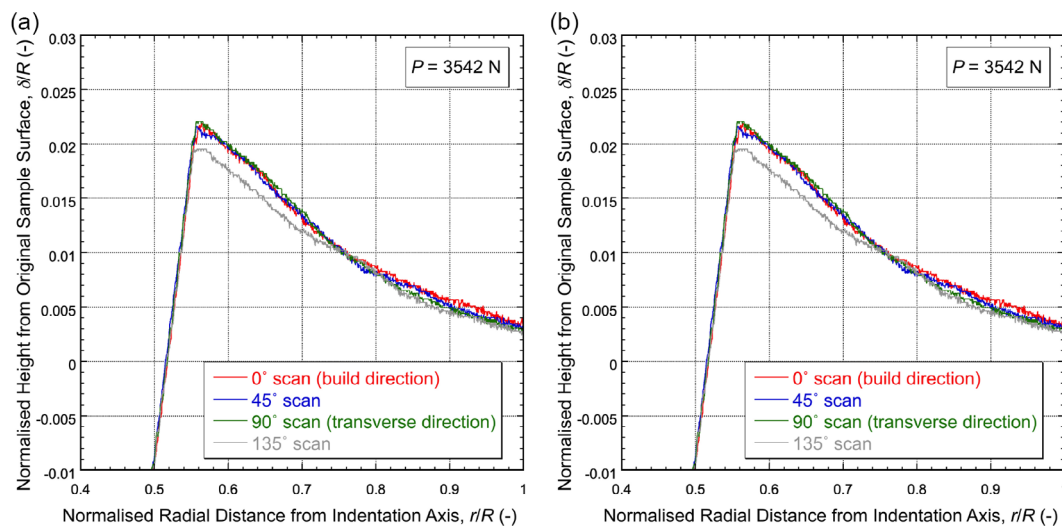 (a)
Normalised Height from Original Sample Surface, δ/R (-)
0.03
0.025
0.02
0.015
0.01
0.005
0
-0.005
-0.01
P = 3542 N
0˚ scan (build direction)
45˚ scan
90˚ scan (transverse direction)
135˚ scan
0.4 0.5 0.6 0.7 0.8 0.9 1
Normalised Radial Distance from Indentation Axis, r/R (-)
(b)
Normalised Height from Original Sample Surface, δ/R (-)
0.03
0.025
0.02
0.015
0.01
0.005
0
-0.005
-0.01
P = 3542 N
0˚ scan (build direction)
45˚ scan
90˚ scan (transverse direction)
135˚ scan
0.4 0.5 0.6 0.7 0.8 0.9 1
Normalised Radial Distance from Indentation Axis, r/R (-)